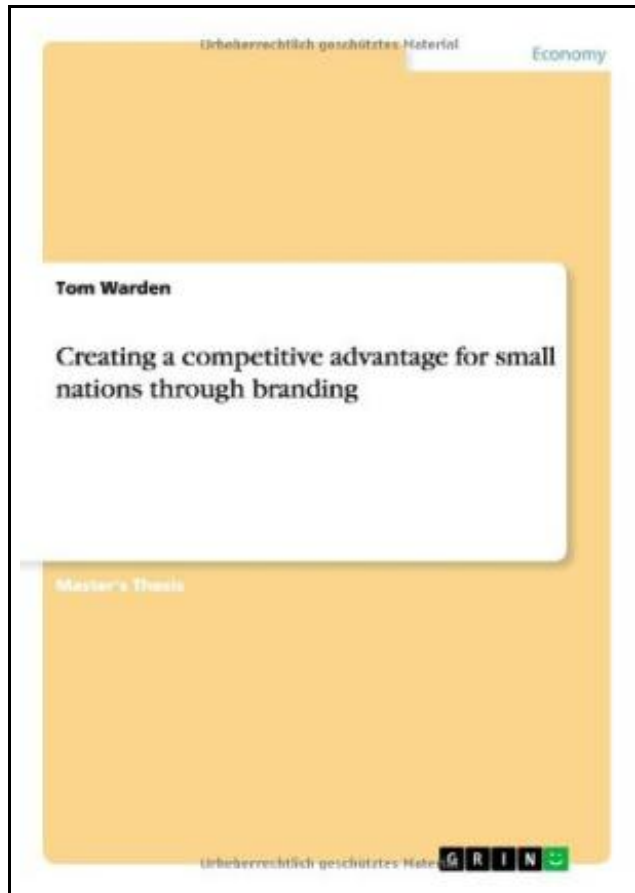 Urheberrechtlich geschütztes Material
Economy
Tom Warden
Creating a competitive advantage for small
nations through branding
Master's Thesis
Urheberrechtlich geschütztes Mate
GRIN